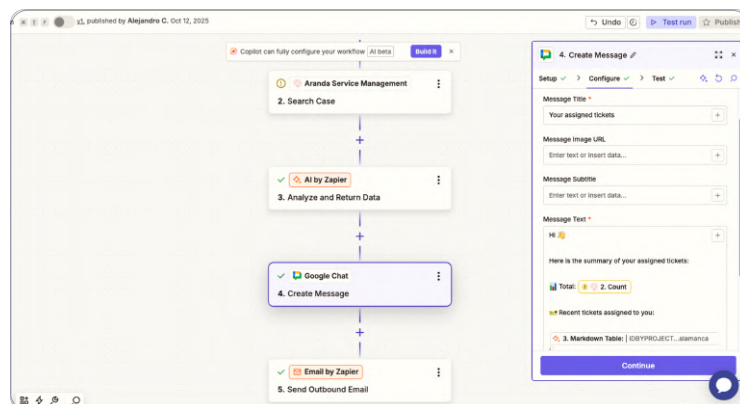 v1, published by Alejandro C. Oct 12, 2025
Undo
Test run
Publish
Copilot can fully configure your workflow
AI beta
Build it
Aranda Service Management
2. Search Case
AI by Zapier
3. Analyze and Return Data
Google Chat
4. Create Message
Email by Zapier
5. Send Outbound Email
4. Create Message
Setup
Configure
Test
Message Title *
Your assigned tickets
Message Image URL
Enter text or insert data...
Message Subtitle
Enter text or insert data...
Message Text *
Hi 👋
Here is the summary of your assigned tickets:
📊 Total: 2. Count
🎫 Recent tickets assigned to you:
3. Markdown Table: | IDBYPROJECT...alamanca
Continue